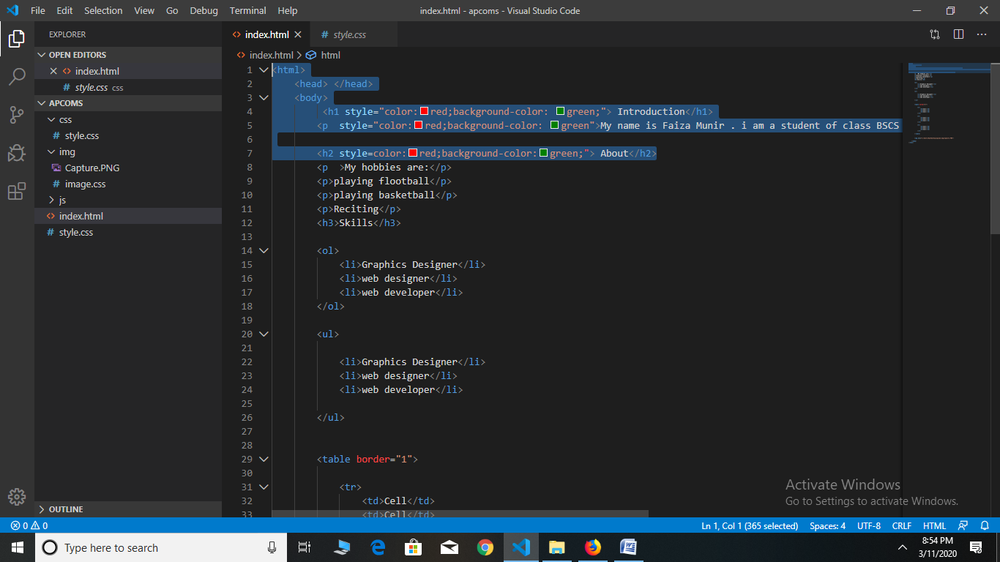 File Edit Selection View Go Debug Terminal Help index.html - apcoms - Visual Studio Code
EXPLORER
OPEN EDITORS
index.html
style.css css
APCOMS
css
style.css
img
Capture.PNG
image.css
js
index.html
style.css
OUTLINE
index.html style.css
index.html > html
1 <html>
2 <head> </head>
3 <body>
4 <h1 style="color:red;background-color: green;"> Introduction</h1>
5 <p  style="color:red;background-color: green">My name is Faiza Munir . i am a student of class BSCS
6
7 <h2 style=color:red;background-color:green;"> About</h2>
8 <p  >My hobbies are:</p>
9 <p>playing flootball</p>
10 <p>playing basketball</p>
11 <p>Reciting</p>
12 <h3>Skills</h3>
13
14 <ol>
15 <li>Graphics Designer</li>
16 <li>web designer</li>
17 <li>web developer</li>
18 </ol>
19
20 <ul>
21
22 <li>Graphics Designer</li>
23 <li>web designer</li>
24 <li>web developer</li>
25
26 </ul>
27
28
29 <table border="1">
30
31 <tr>
32 <td>Cell</td>
33 <td>Cell</td>
Activate Windows
Go to Settings to activate Windows.
0 0 Ln 1, Col 1 (365 selected) Spaces: 4 UTF-8 CRLF HTML
Type here to search
8:54 PM
3/11/2020